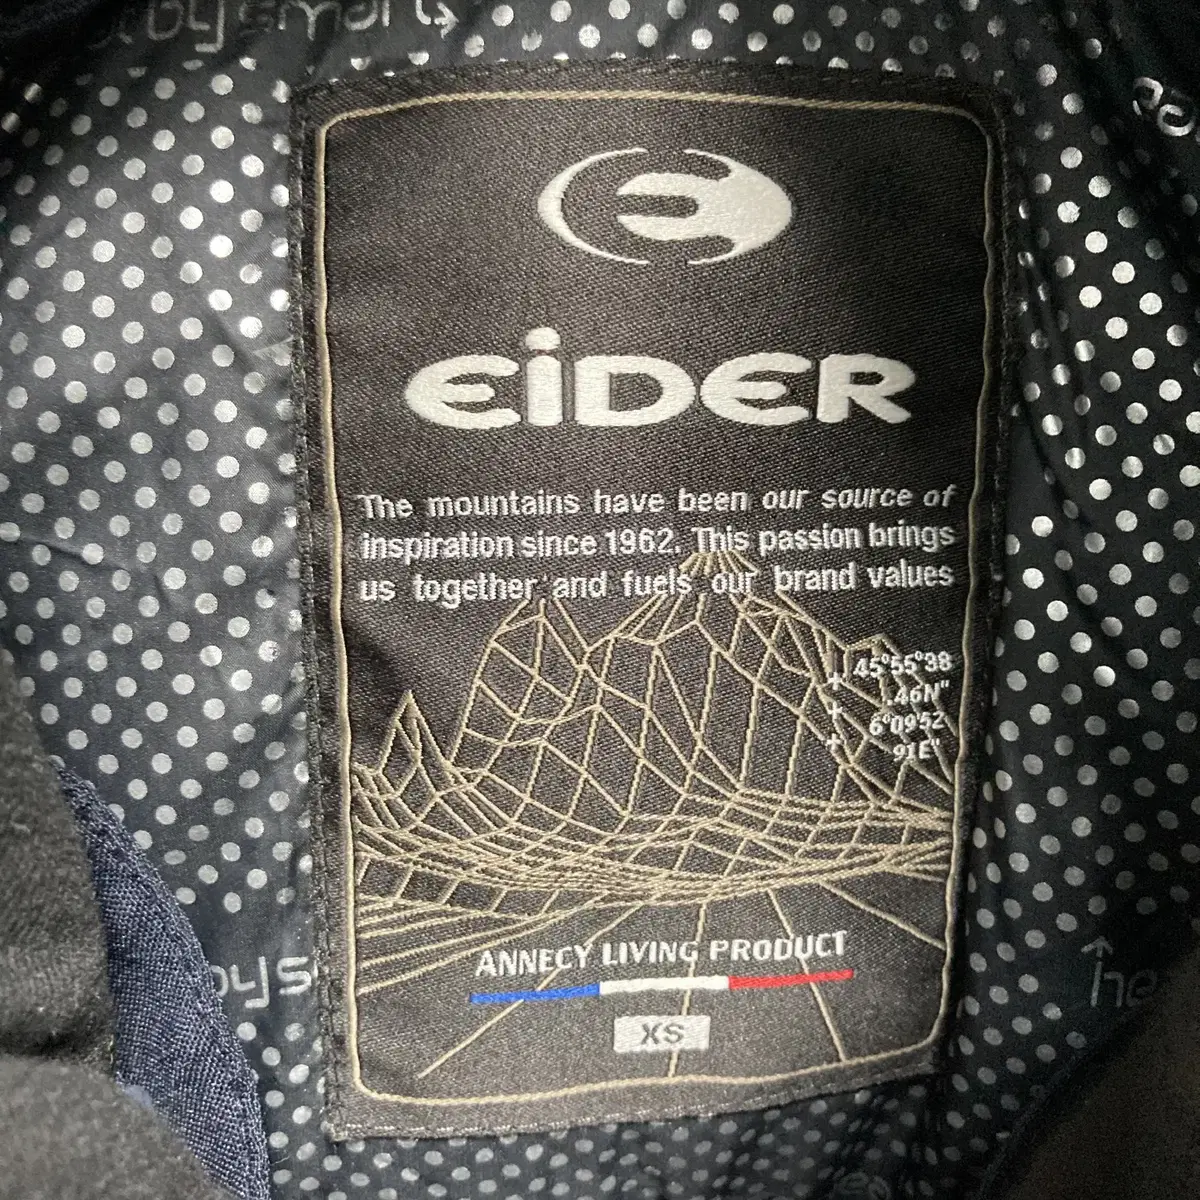 EiDER
The mountains have been our source of
inspiration since 1962. This passion brings
us together and fuels our brand values
45°55°38
.46N"
6°09'52
91E"
ANNECY LIVING PRODUCT
XS